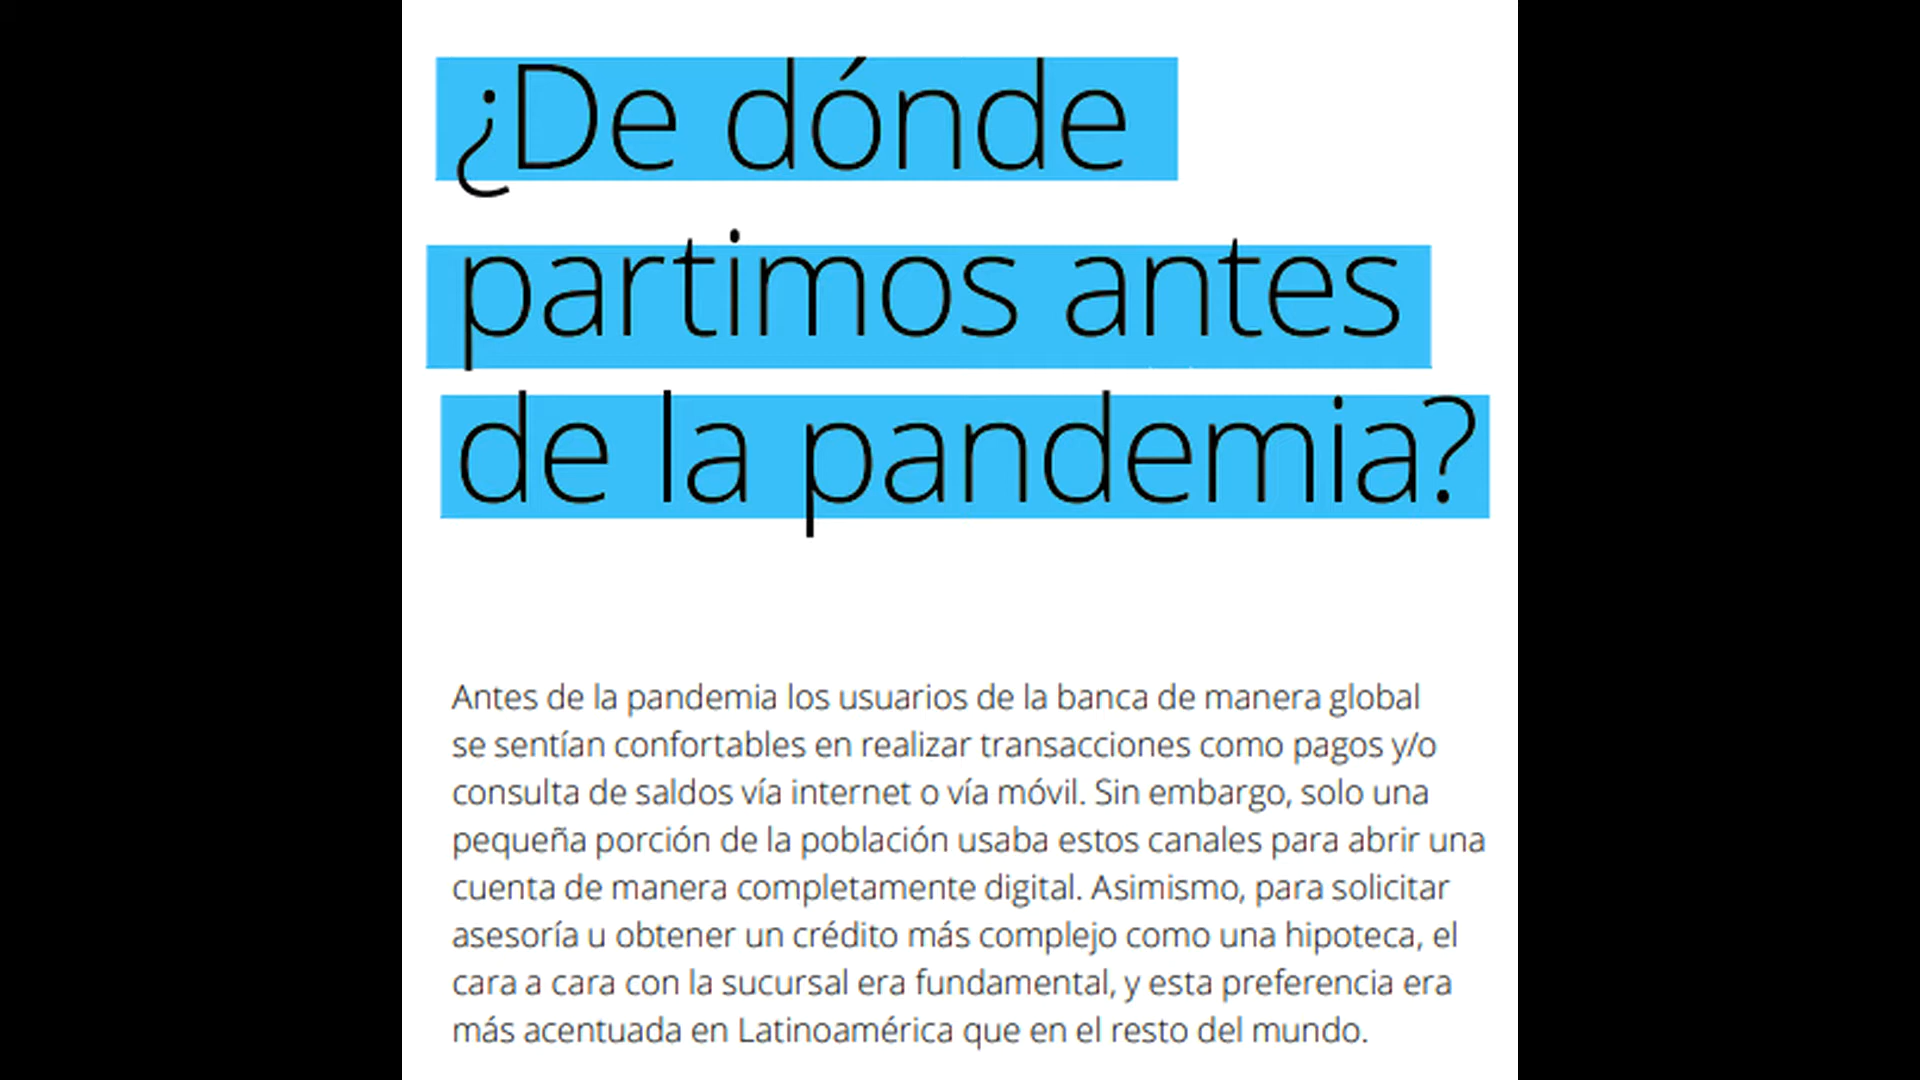 ¿De dónde
partimos antes
de la pandemia?
Antes de la pandemia los usuarios de la banca de manera global
se sentían confortables en realizar transacciones como pagos y/o
consulta de saldos vía internet o vía móvil. Sin embargo, solo una
pequeña porción de la población usaba estos canales para abrir una
cuenta de manera completamente digital. Asimismo, para solicitar
asesoría u obtener un crédito más complejo como una hipoteca, el
cara a cara con la sucursal era fundamental, y esta preferencia era
más acentuada en Latinoamérica que en el resto del mundo.